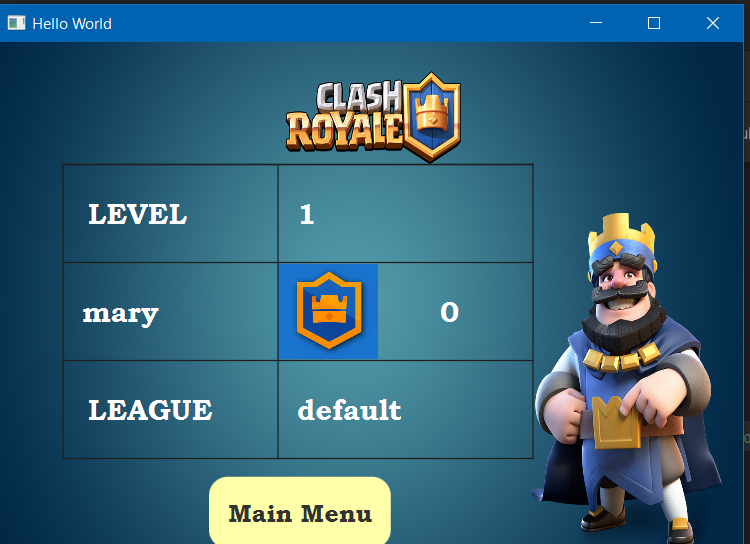 Hello World
CLASH
ROYALE
LEVEL 1
mary 0
LEAGUE default
Main Menu